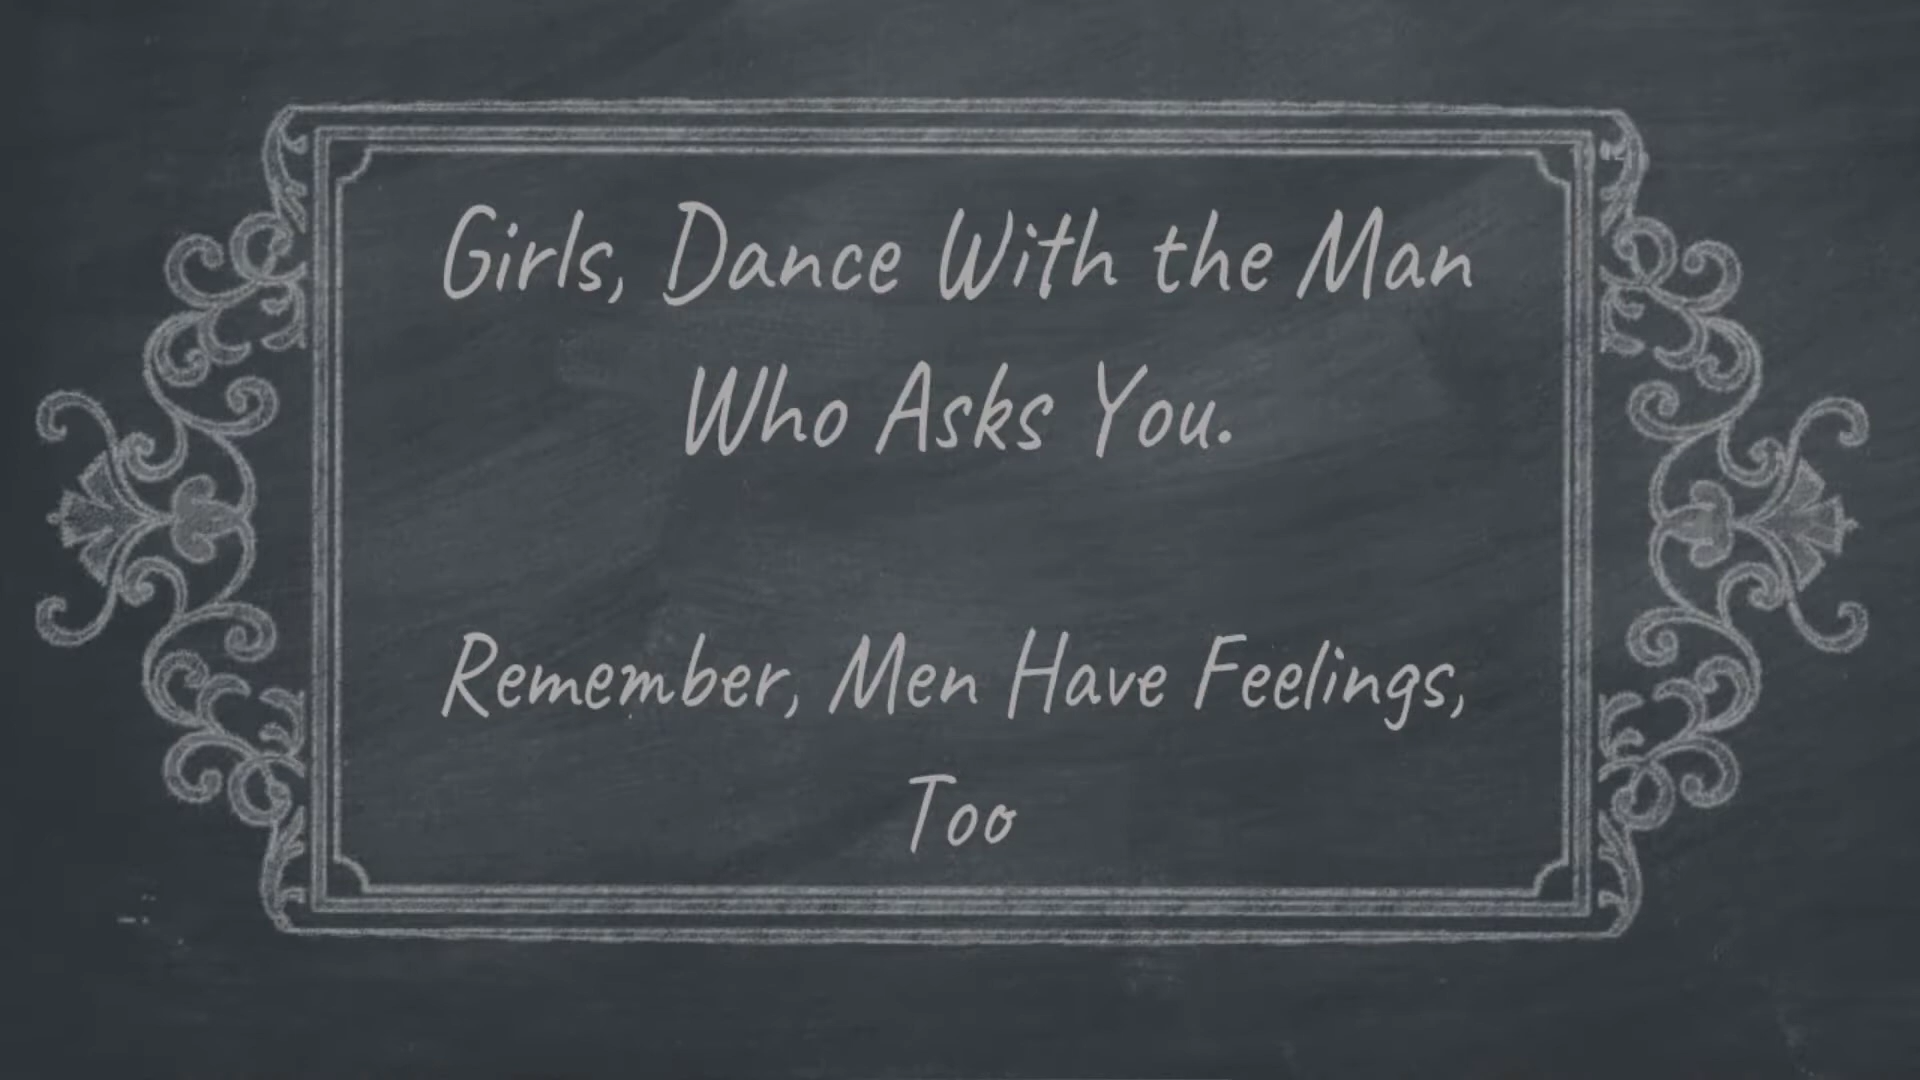 Girls, Dance With the Man
Who Asks You.
Remember, Men Have Feelings,
Too